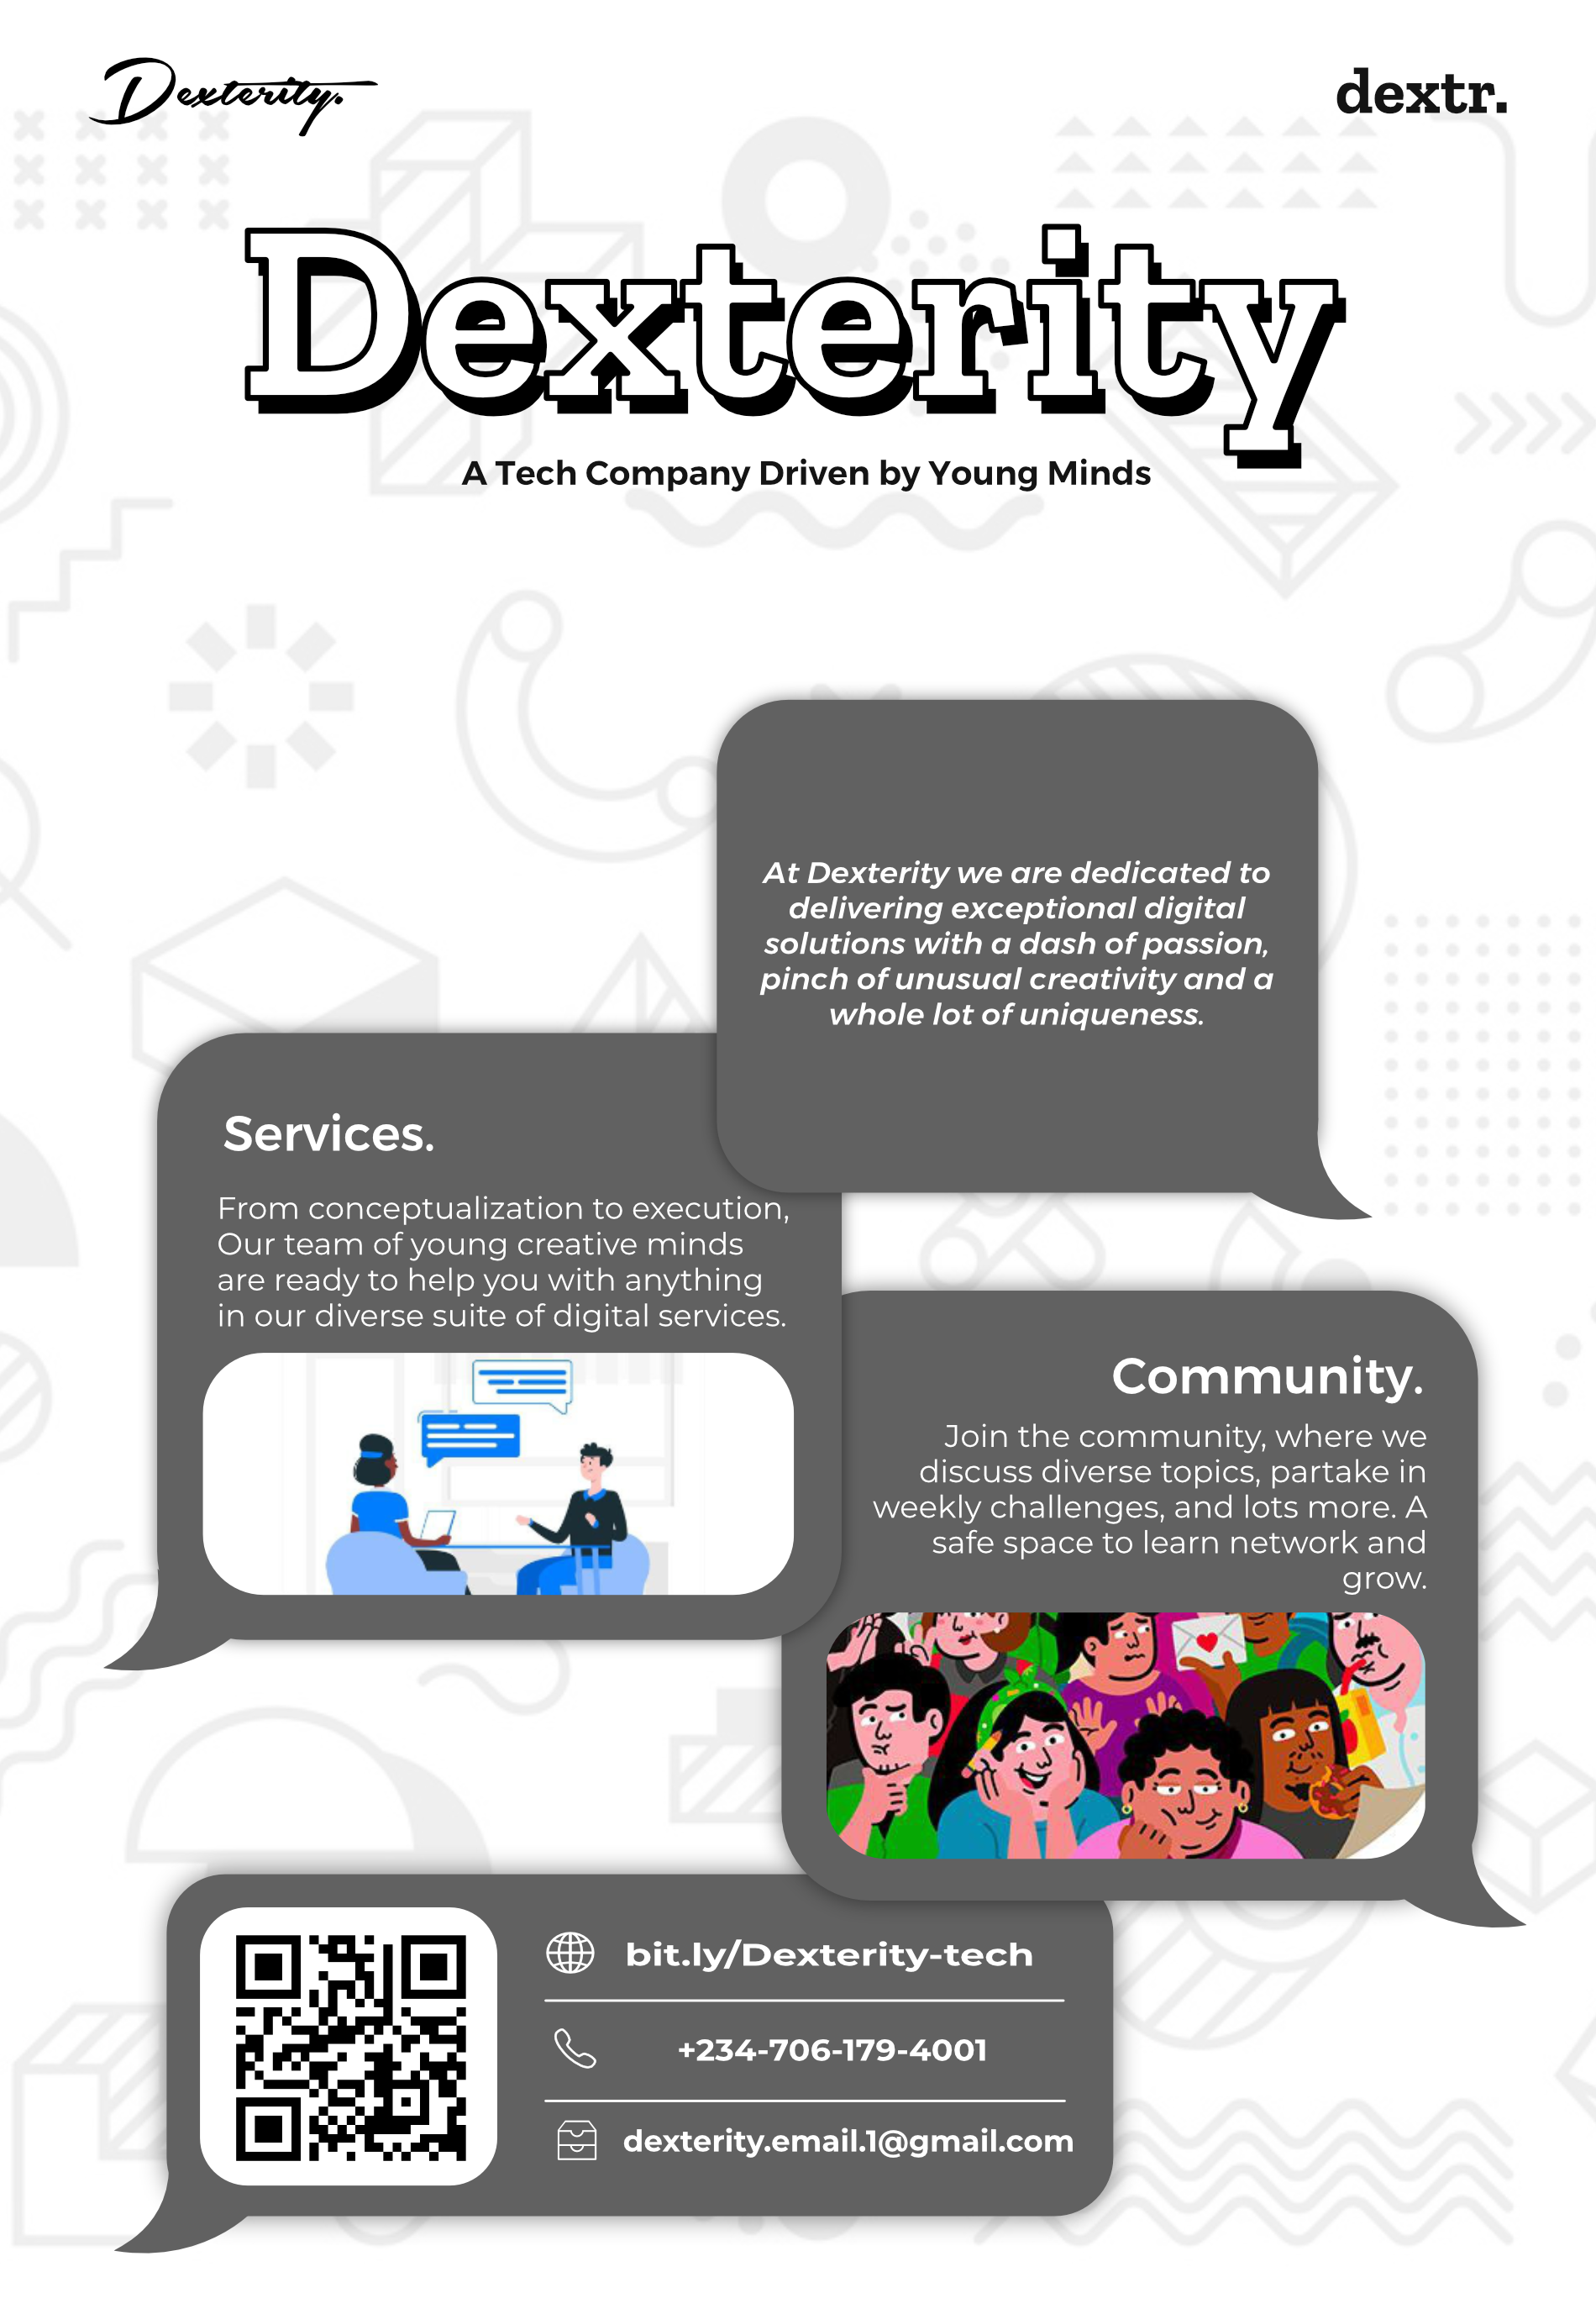 Dexterity.
dextr.
Dexterity
A Tech Company Driven by Young Minds
At Dexterity we are dedicated to
delivering exceptional digital
solutions with a dash of passion,
pinch of unusual creativity and a
whole lot of uniqueness.
Services.
From conceptualization to execution,
Our team of young creative minds
are ready to help you with anything
in our diverse suite of digital services.
Community.
Join the community, where we
discuss diverse topics, partake in
weekly challenges, and lots more. A
safe space to learn network and
grow.
bit.ly/Dexterity-tech
+234-706-179-4001
dexterity.email.1@gmail.com